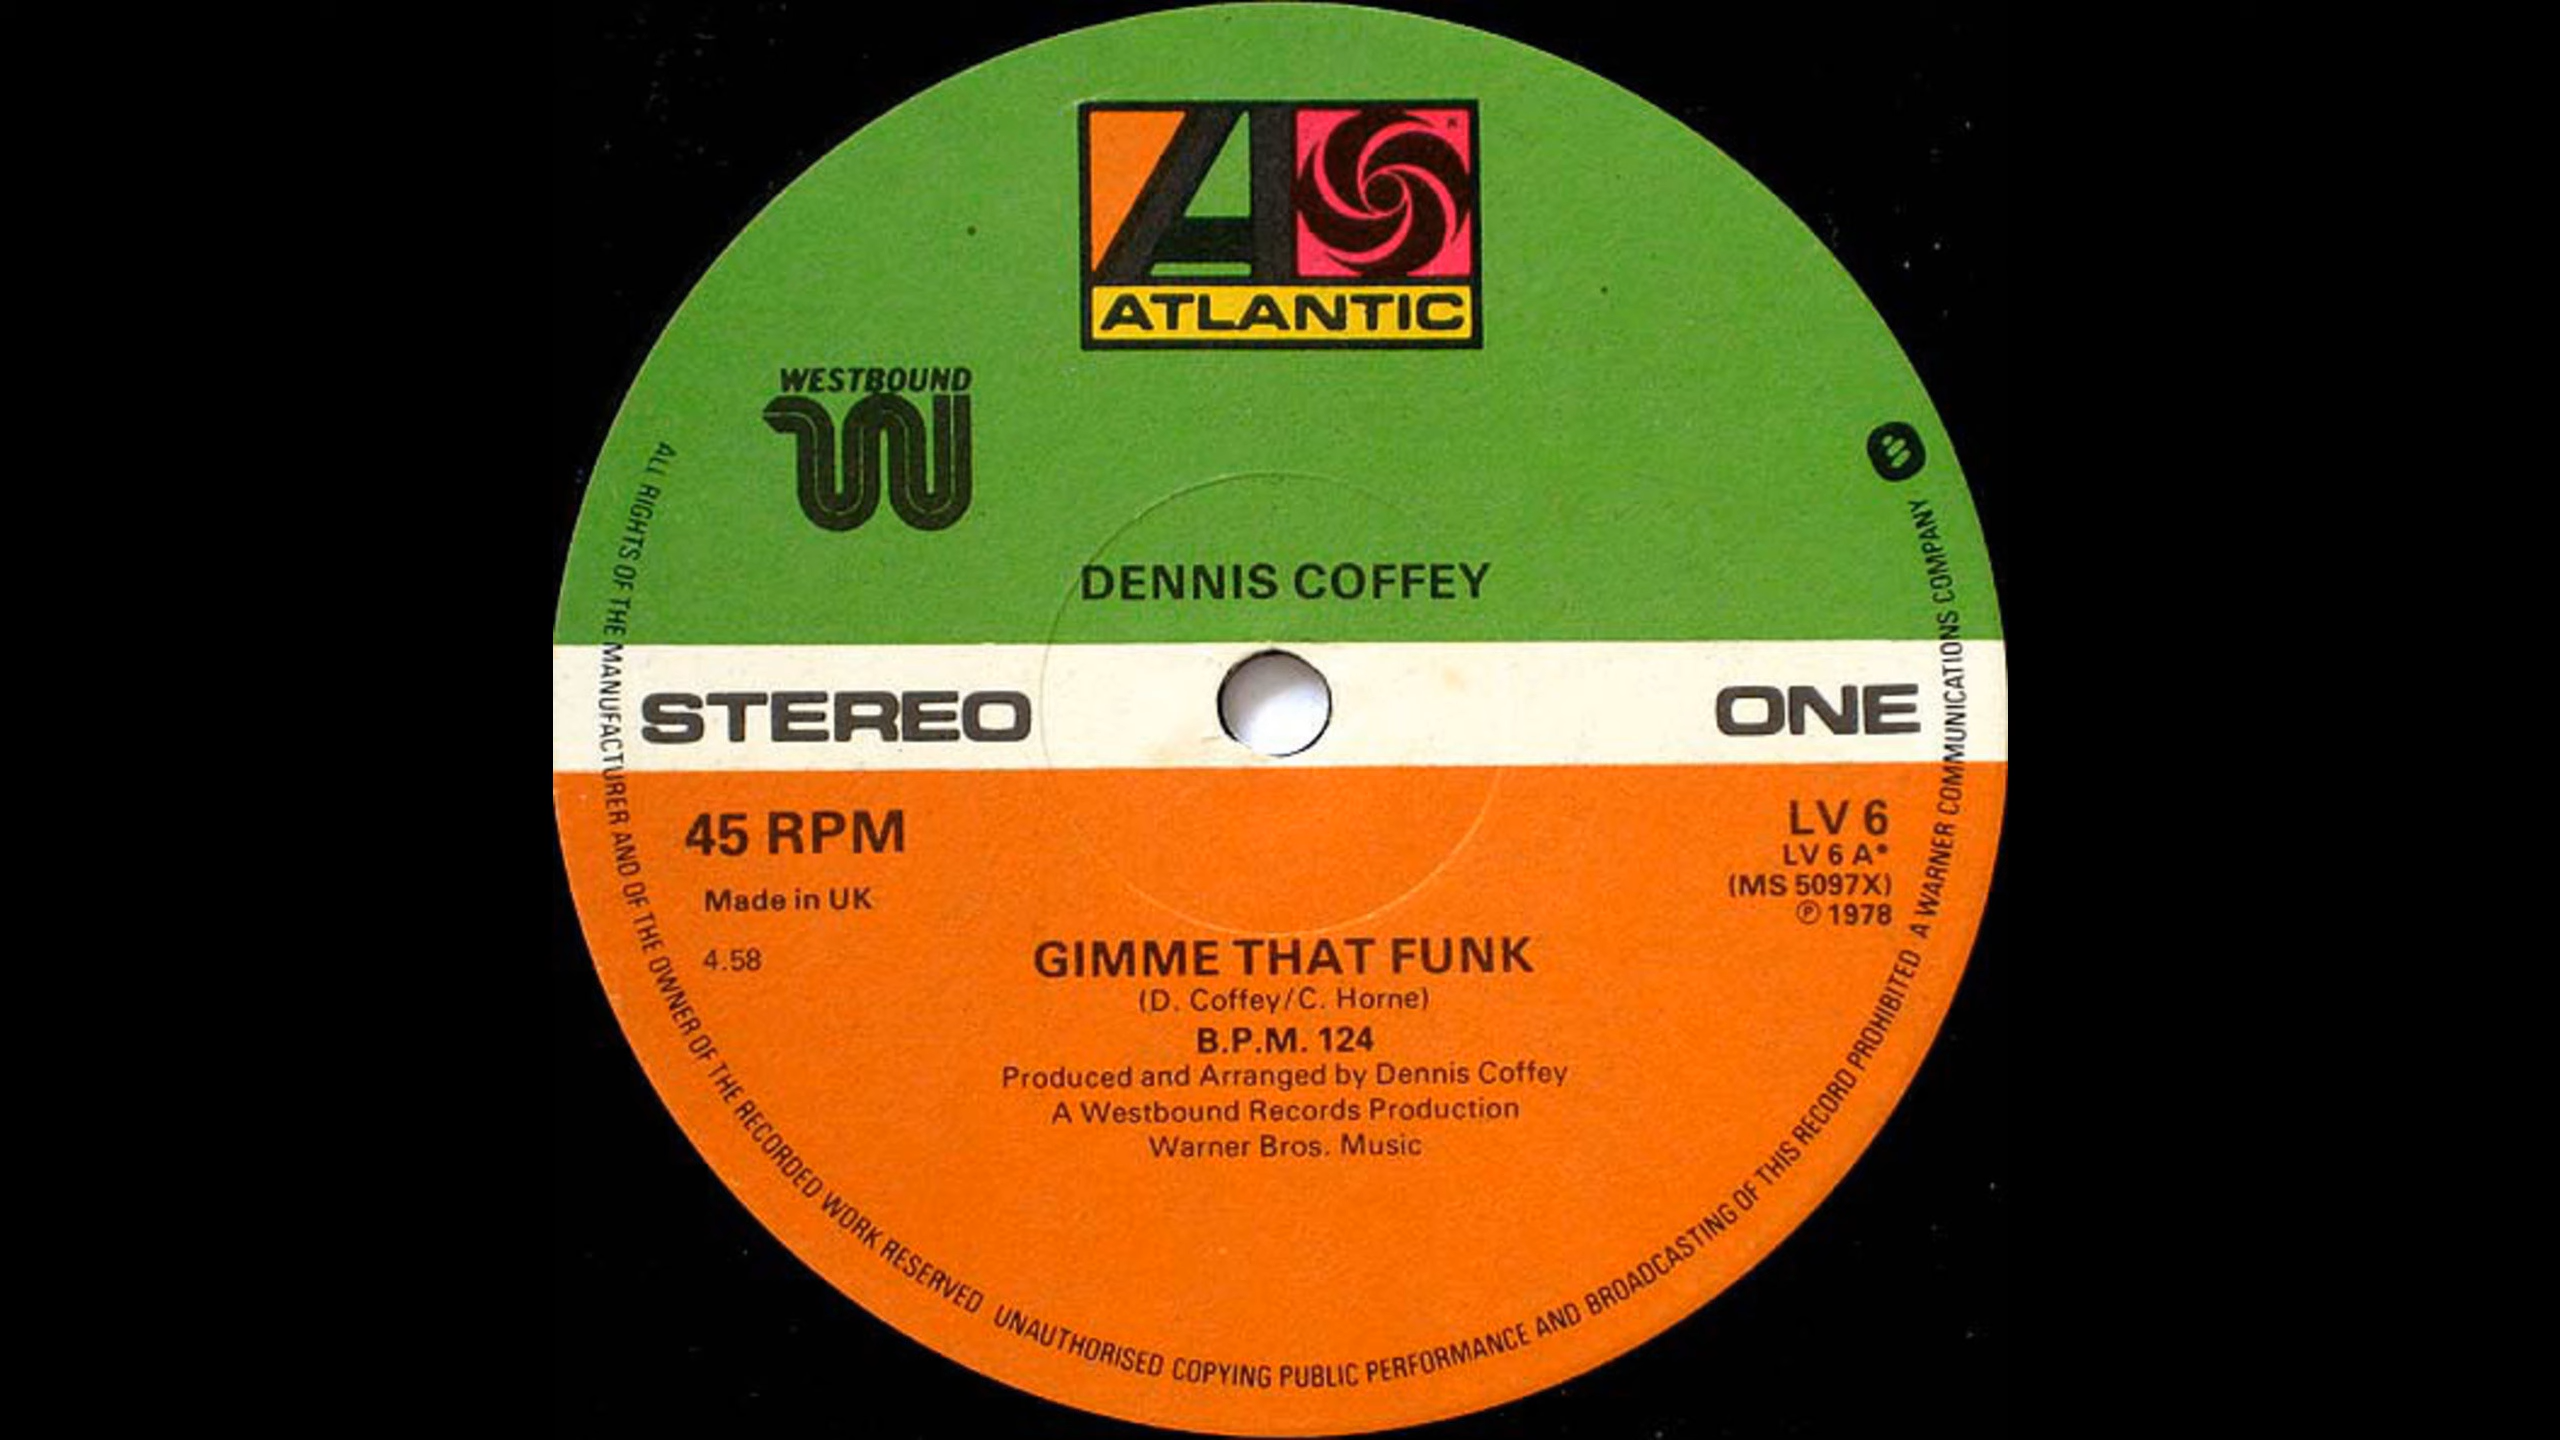 ATLANTIC
WESTBOUND
DENNIS COFFEY
STEREO
ONE
45 RPM
Made in UK
4.58
LV 6
LV 6 A*
(MS 5097X)
Ⓟ 1978
GIMME THAT FUNK
(D. Coffey/C. Horne)
B.P.M. 124
Produced and Arranged by Dennis Coffey
A Westbound Records Production
Warner Bros. Music
ALL RIGHTS OF THE MANUFACTURER AND OF THE OWNER OF THE RECORDED WORK RESERVED UNAUTHORISED COPYING PUBLIC PERFORMANCE AND BROADCASTING OF THIS RECORD PROHIBITED A WARNER COMMUNICATIONS COMPANY